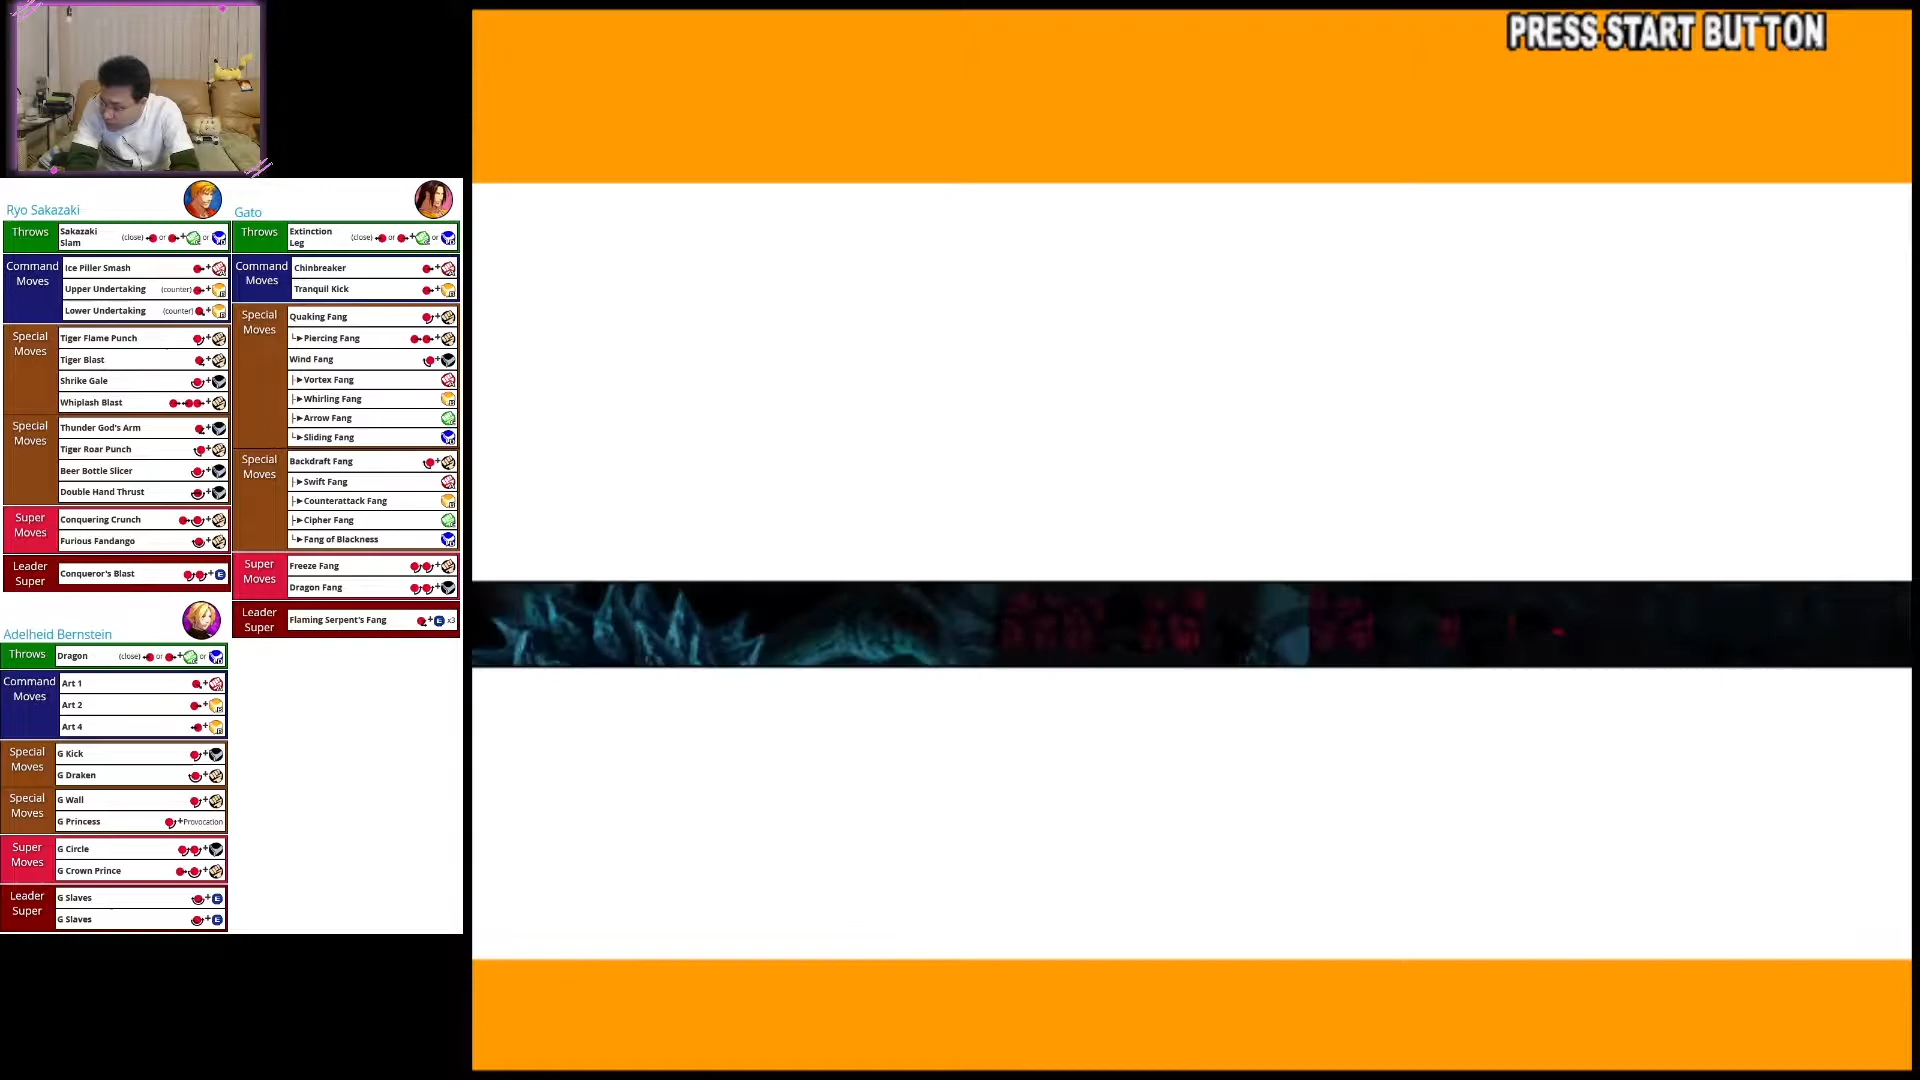 PRESS START BUTTON
Ryo Sakazaki
Throws
Sakazaki Slam (close) or + or
Command Moves
Ice Piller Smash +
Upper Undertaking (counter) +
Lower Undertaking (counter) +
Special Moves
Tiger Flame Punch +
Tiger Blast +
Shrike Gale +
Whiplash Blast +
Special Moves
Thunder God's Arm +
Tiger Roar Punch +
Beer Bottle Slicer +
Double Hand Thrust +
Super Moves
Conquering Crunch +
Furious Fandango +
Leader Super
Conqueror's Blast + E
Gato
Throws
Extinction Leg (close) or + or
Command Moves
Chinbreaker +
Tranquil Kick +
Special Moves
Quaking Fang +
Piercing Fang +
Wind Fang +
Vortex Fang
Whirling Fang
Arrow Fang
Sliding Fang
Special Moves
Backdraft Fang +
Swift Fang
Counterattack Fang
Cipher Fang
Fang of Blackness
Super Moves
Freeze Fang +
Dragon Fang +
Leader Super
Flaming Serpent's Fang + E x3
Adelheid Bernstein
Throws
Dragon (close) or + or
Command Moves
Art 1 +
Art 2 +
Art 4 +
Special Moves
G Kick +
G Draken +
Special Moves
G Wall +
G Princess +Provocation
Super Moves
G Circle +
G Crown Prince +
Leader Super
G Slaves + E
G Slaves + E